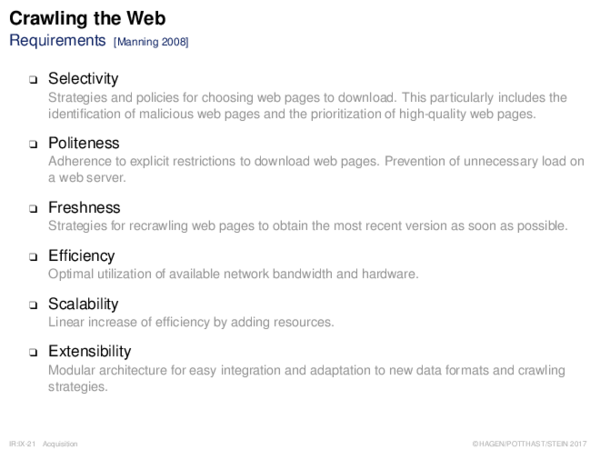 Crawling the Web
Requirements [Manning 2008]
❑ Selectivity
Strategies and policies for choosing web pages to download. This particularly includes the
identification of malicious web pages and the prioritization of high-quality web pages.
❑ Politeness
Adherence to explicit restrictions to download web pages. Prevention of unnecessary load on
a web server.
❑ Freshness
Strategies for recrawling web pages to obtain the most recent version as soon as possible.
❑ Efficiency
Optimal utilization of available network bandwidth and hardware.
❑ Scalability
Linear increase of efficiency by adding resources.
❑ Extensibility
Modular architecture for easy integration and adaptation to new data formats and crawling
strategies.
IR:IX-21 Acquisition
©HAGEN/POTTHAST/STEIN 2017